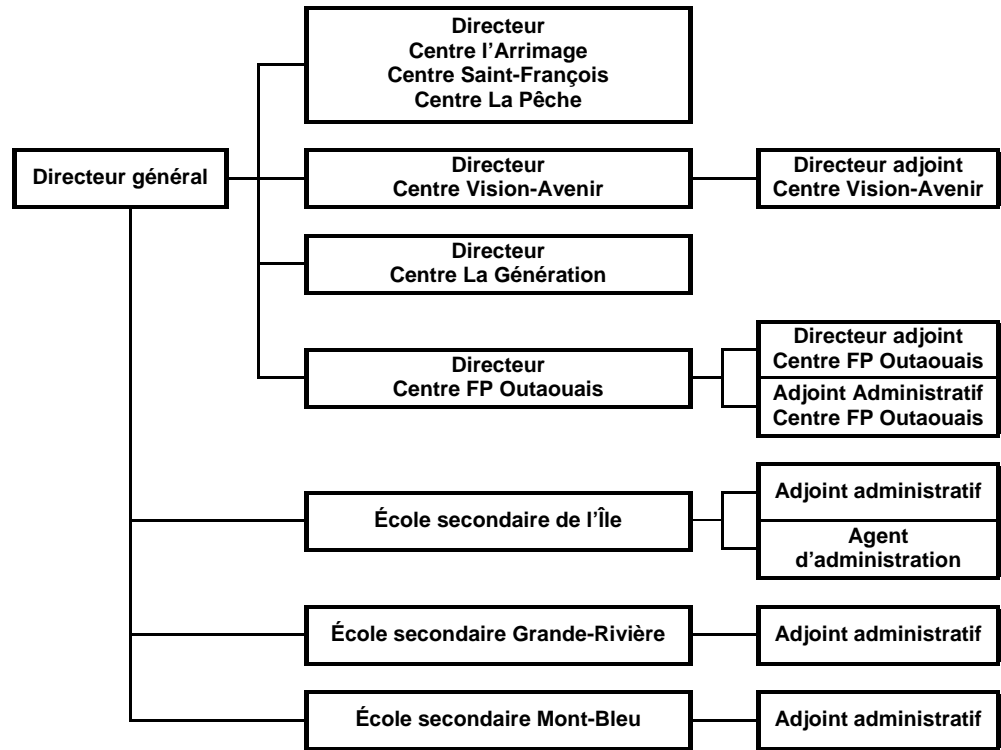 Directeur
Centre l’Arrimage
Centre Saint-François
Centre La Pêche
Directeur général
Directeur
Centre Vision-Avenir
Directeur adjoint
Centre Vision-Avenir
Directeur
Centre La Génération
Directeur
Centre FP Outaouais
Directeur adjoint
Centre FP Outaouais
Adjoint Administratif
Centre FP Outaouais
École secondaire de l’Île
Adjoint administratif
Agent
d’administration
École secondaire Grande-Rivière
Adjoint administratif
École secondaire Mont-Bleu
Adjoint administratif